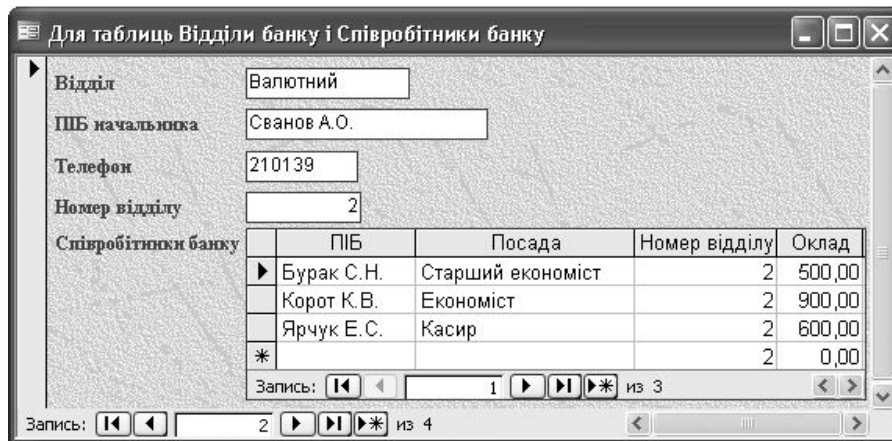 Для таблиць Відділи банку і Співробітники банку
Відділ Валютний
ПІБ начальника Сванов А.О.
Телефон 210139
Номер відділу 2
Співробітники банку
ПІБ Посада Номер відділу Оклад
Бурак С.Н. Старший економіст 2 500,00
Корот К.В. Економіст 2 900,00
Ярчук Е.С. Касир 2 600,00
2 0,00
Запись: 1 из 3
Запись: 2 из 4